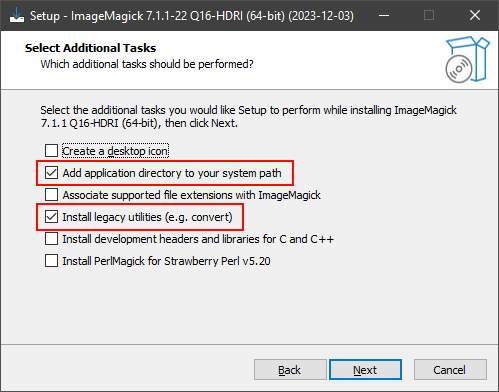 Setup - ImageMagick 7.1.1-22 Q16-HDRI (64-bit) (2023-12-03)
Select Additional Tasks
Which additional tasks should be performed?
Select the additional tasks you would like Setup to perform while installing ImageMagick
7.1.1 Q16-HDRI (64-bit), then click Next.
Create a desktop icon
Add application directory to your system path
Associate supported file extensions with ImageMagick
Install legacy utilities (e.g. convert)
Install development headers and libraries for C and C++
Install PerlMagick for Strawberry Perl v5.20
Back
Next
Cancel